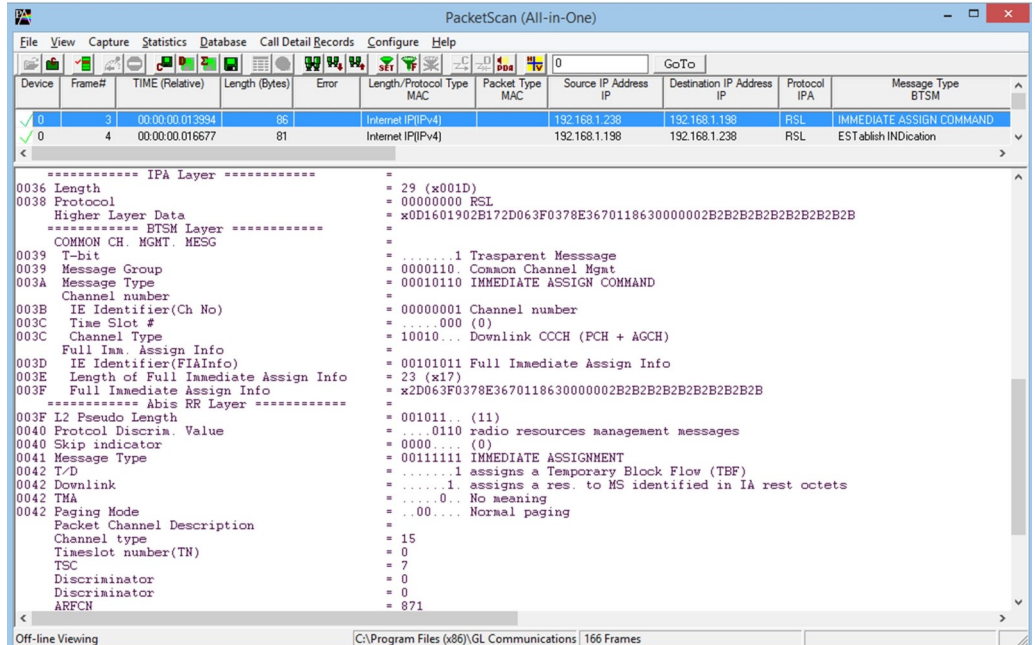 PacketScan (All-in-One)
File View Capture Statistics Database Call Detail Records Configure Help
0 GoTo
Device Frame# TIME (Relative) Length (Bytes) Error Length/Protocol Type MAC Packet Type MAC Source IP Address IP Destination IP Address IP Protocol IPA Message Type BTSM
0 3 00:00:00.013994 86 Internet IP(IPv4) 192.168.1.238 192.168.1.198 RSL IMMEDIATE ASSIGN COMMAND
0 4 00:00:00.016677 81 Internet IP(IPv4) 192.168.1.198 192.168.1.238 RSL ESTablish INDication
============ IPA Layer ============ =
0036 Length = 29 (x001D)
0038 Protocol = 00000000 RSL
Higher Layer Data = x0D1601902B172D063F0378E3670118630000002B2B2B2B2B2B2B2B2B2B2B
============ BTSM Layer ============ =
COMMON CH. MGMT. MESG =
0039 T-bit = .......1 Trasparent Messsage
0039 Message Group = 0000110. Common Channel Mgmt
003A Message Type = 00010110 IMMEDIATE ASSIGN COMMAND
Channel number =
003B IE Identifier(Ch No) = 00000001 Channel number
003C Time Slot # = .....000 (0)
003C Channel Type = 10010... Downlink CCCH (PCH + AGCH)
Full Imm. Assign Info =
003D IE Identifier(FIAInfo) = 00101011 Full Immediate Assign Info
003E Length of Full Immediate Assign Info = 23 (x17)
003F Full Immediate Assign Info = x2D063F0378E3670118630000002B2B2B2B2B2B2B2B2B2B
============ Abis RR Layer ============ =
003F L2 Pseudo Length = 001011.. (11)
0040 Protcol Discrim. Value = ....0110 radio resources management messages
0040 Skip indicator = 0000.... (0)
0041 Message Type = 00111111 IMMEDIATE ASSIGNMENT
0042 T/D = .......1 assigns a Temporary Block Flow (TBF)
0042 Downlink = ......1. assigns a res. to MS identified in IA rest octets
0042 TMA = .....0.. No meaning
0042 Paging Mode = ..00.... Normal paging
Packet Channel Description =
Channel type = 15
Timeslot number(TN) = 0
TSC = 7
Discriminator = 0
Discriminator = 0
ARFCN = 871
Off-line Viewing C:\Program Files (x86)\GL Communications 166 Frames